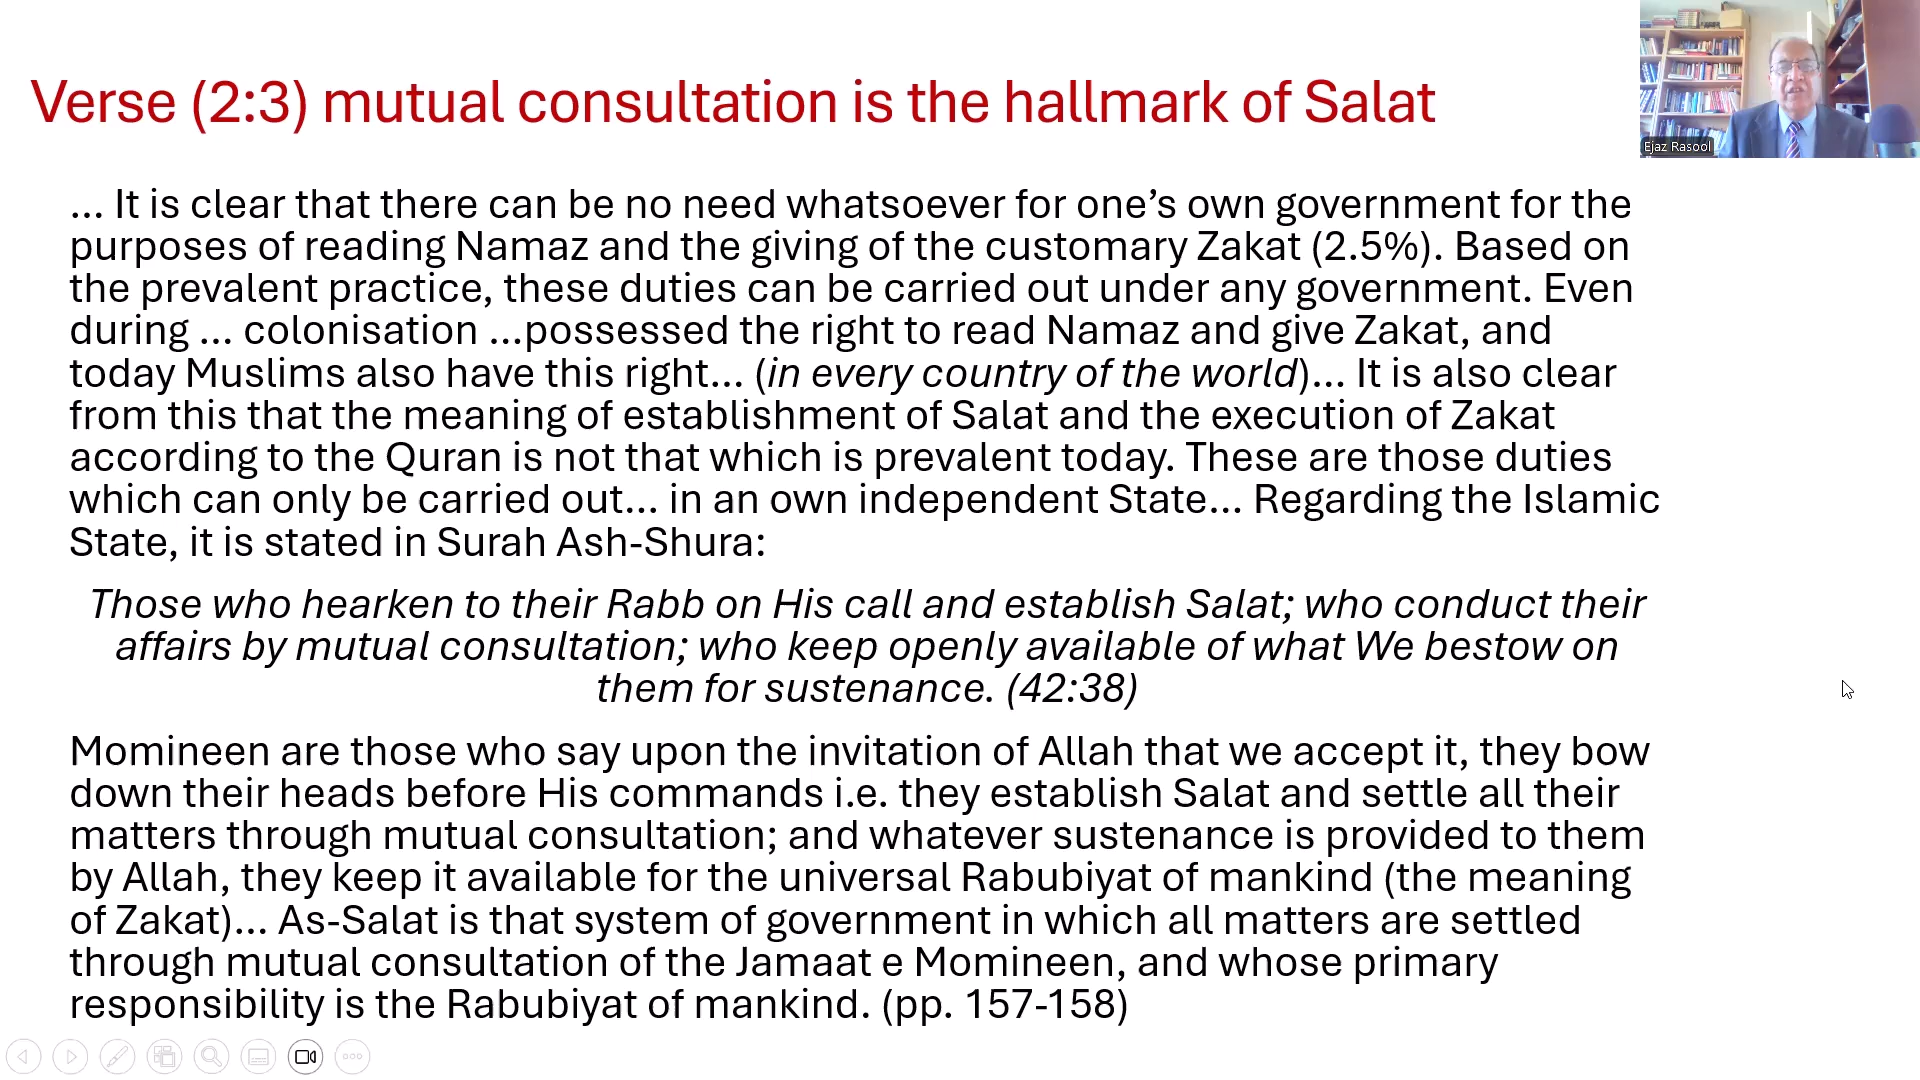 Verse (2:3) mutual consultation is the hallmark of Salat
Ejaz Rasool
... It is clear that there can be no need whatsoever for one’s own government for the
purposes of reading Namaz and the giving of the customary Zakat (2.5%). Based on
the prevalent practice, these duties can be carried out under any government. Even
during ... colonisation ...possessed the right to read Namaz and give Zakat, and
today Muslims also have this right... (in every country of the world)... It is also clear
from this that the meaning of establishment of Salat and the execution of Zakat
according to the Quran is not that which is prevalent today. These are those duties
which can only be carried out... in an own independent State... Regarding the Islamic
State, it is stated in Surah Ash-Shura:
Those who hearken to their Rabb on His call and establish Salat; who conduct their
affairs by mutual consultation; who keep openly available of what We bestow on
them for sustenance. (42:38)
Momineen are those who say upon the invitation of Allah that we accept it, they bow
down their heads before His commands i.e. they establish Salat and settle all their
matters through mutual consultation; and whatever sustenance is provided to them
by Allah, they keep it available for the universal Rabubiyat of mankind (the meaning
of Zakat)... As-Salat is that system of government in which all matters are settled
through mutual consultation of the Jamaat e Momineen, and whose primary
responsibility is the Rabubiyat of mankind. (pp. 157-158)